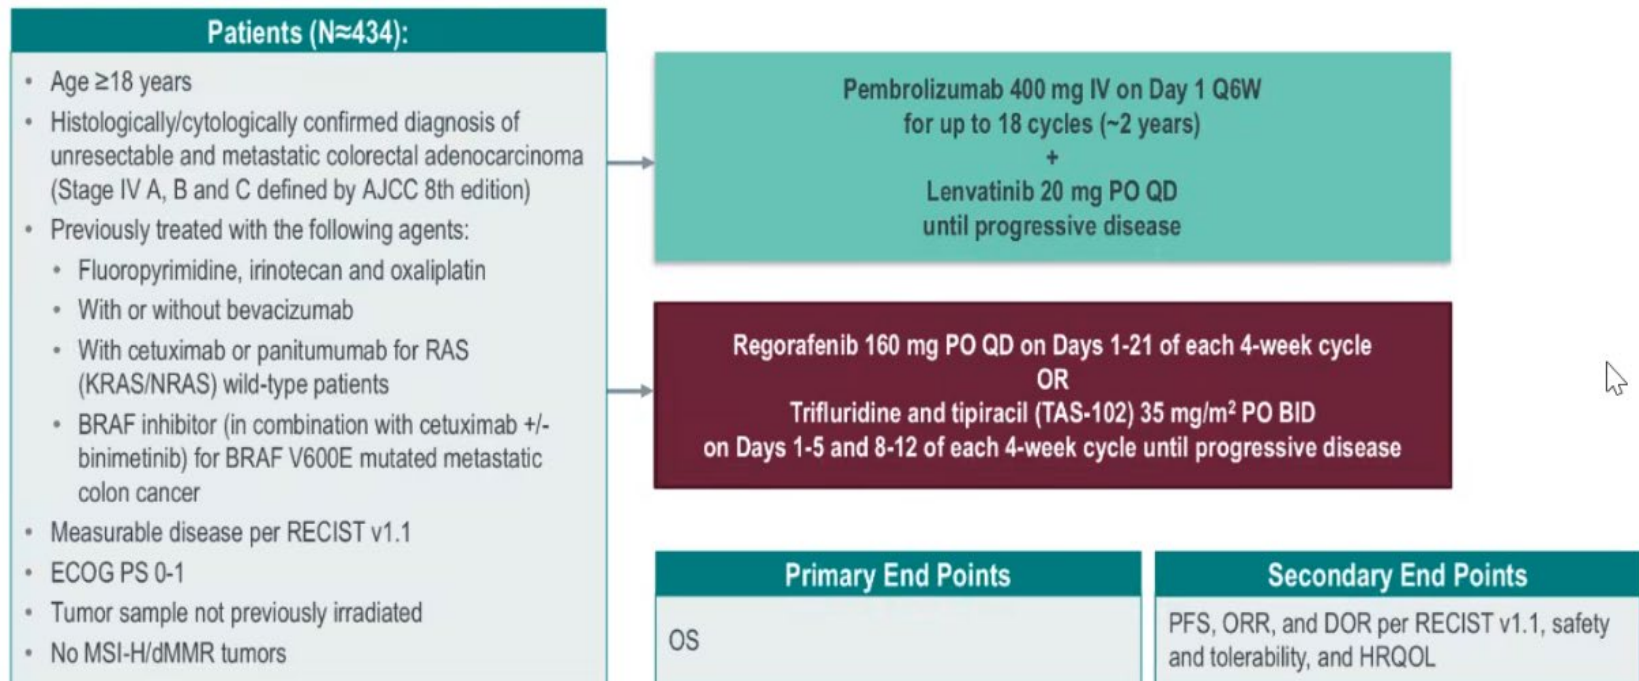 Patients (N≈434):
• Age ≥18 years
• Histologically/cytologically confirmed diagnosis of
unresectable and metastatic colorectal adenocarcinoma
(Stage IV A, B and C defined by AJCC 8th edition)
• Previously treated with the following agents:
• Fluoropyrimidine, irinotecan and oxaliplatin
• With or without bevacizumab
• With cetuximab or panitumumab for RAS
(KRAS/NRAS) wild-type patients
• BRAF inhibitor (in combination with cetuximab +/-
binimetinib) for BRAF V600E mutated metastatic
colon cancer
• Measurable disease per RECIST v1.1
• ECOG PS 0-1
• Tumor sample not previously irradiated
• No MSI-H/dMMR tumors
Pembrolizumab 400 mg IV on Day 1 Q6W
for up to 18 cycles (~2 years)
+
Lenvatinib 20 mg PO QD
until progressive disease
Regorafenib 160 mg PO QD on Days 1-21 of each 4-week cycle
OR
Trifluridine and tipiracil (TAS-102) 35 mg/m² PO BID
on Days 1-5 and 8-12 of each 4-week cycle until progressive disease
Primary End Points
OS
Secondary End Points
PFS, ORR, and DOR per RECIST v1.1, safety
and tolerability, and HRQOL